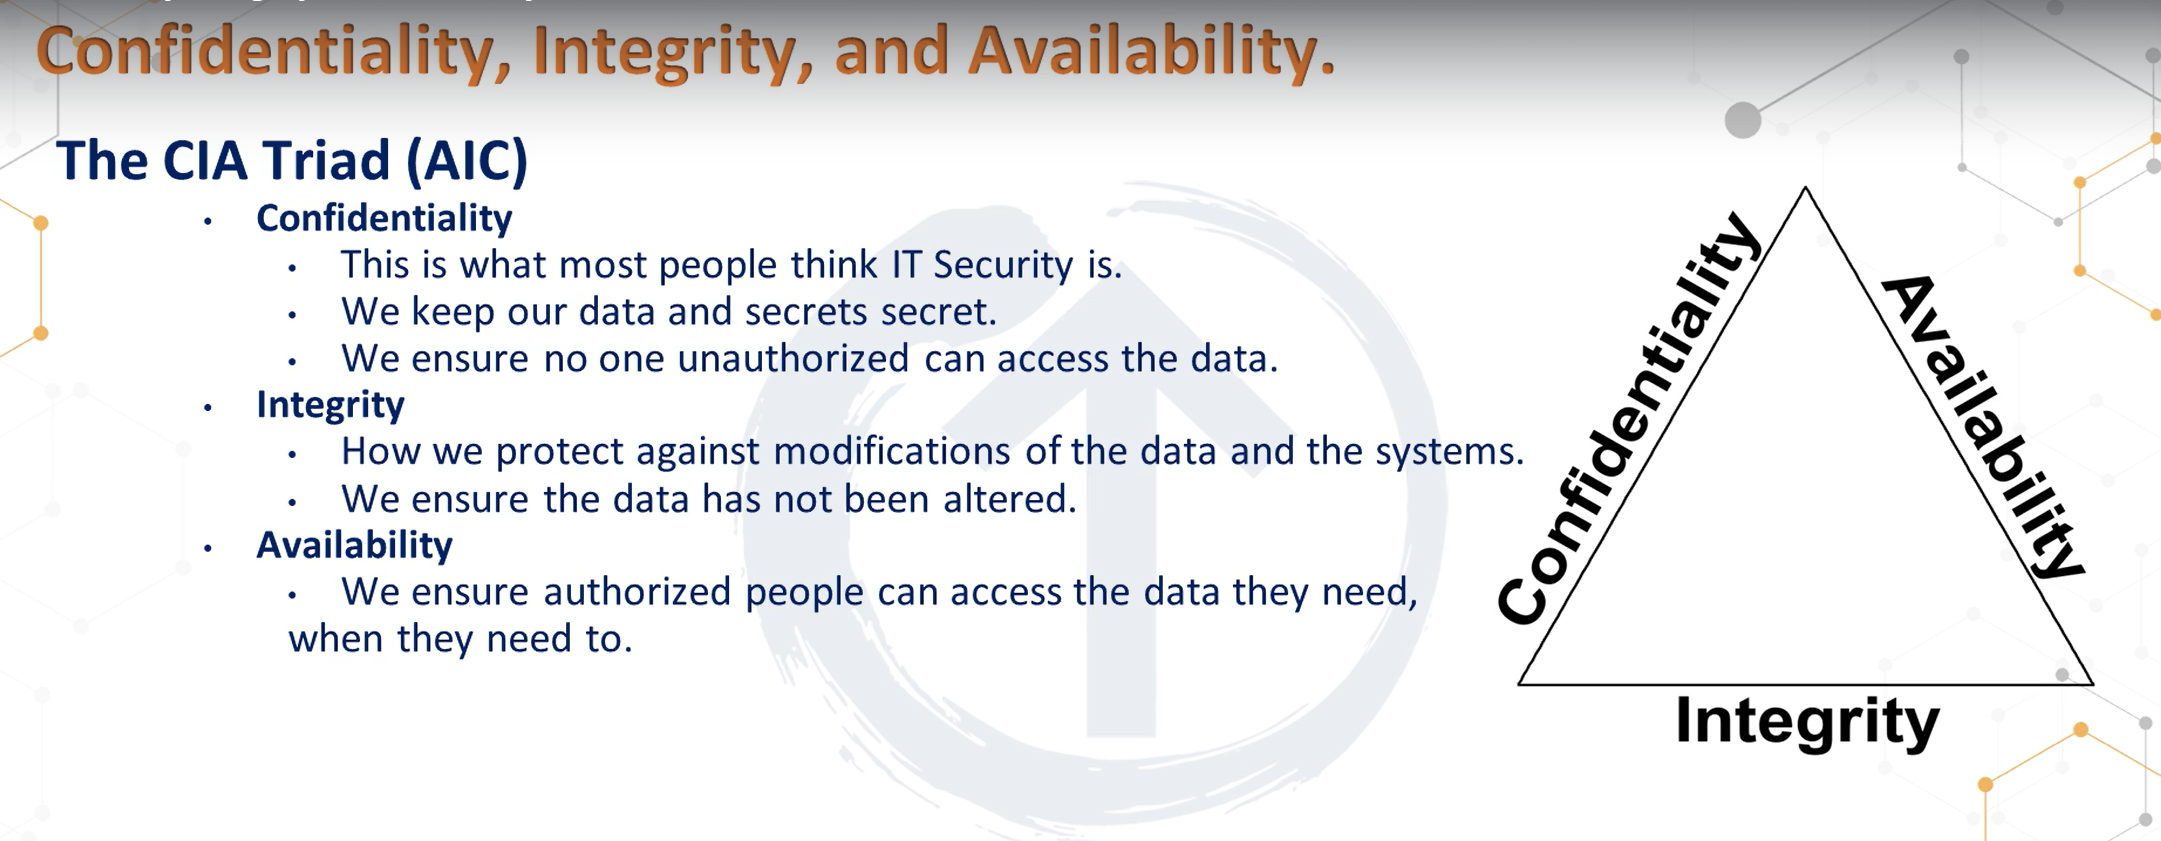 Confidentiality, Integrity, and Availability.
The CIA Triad (AIC)
• Confidentiality
• This is what most people think IT Security is.
• We keep our data and secrets secret.
• We ensure no one unauthorized can access the data.
• Integrity
• How we protect against modifications of the data and the systems.
• We ensure the data has not been altered.
• Availability
• We ensure authorized people can access the data they need,
when they need to.
Confidentiality
Availability
Integrity